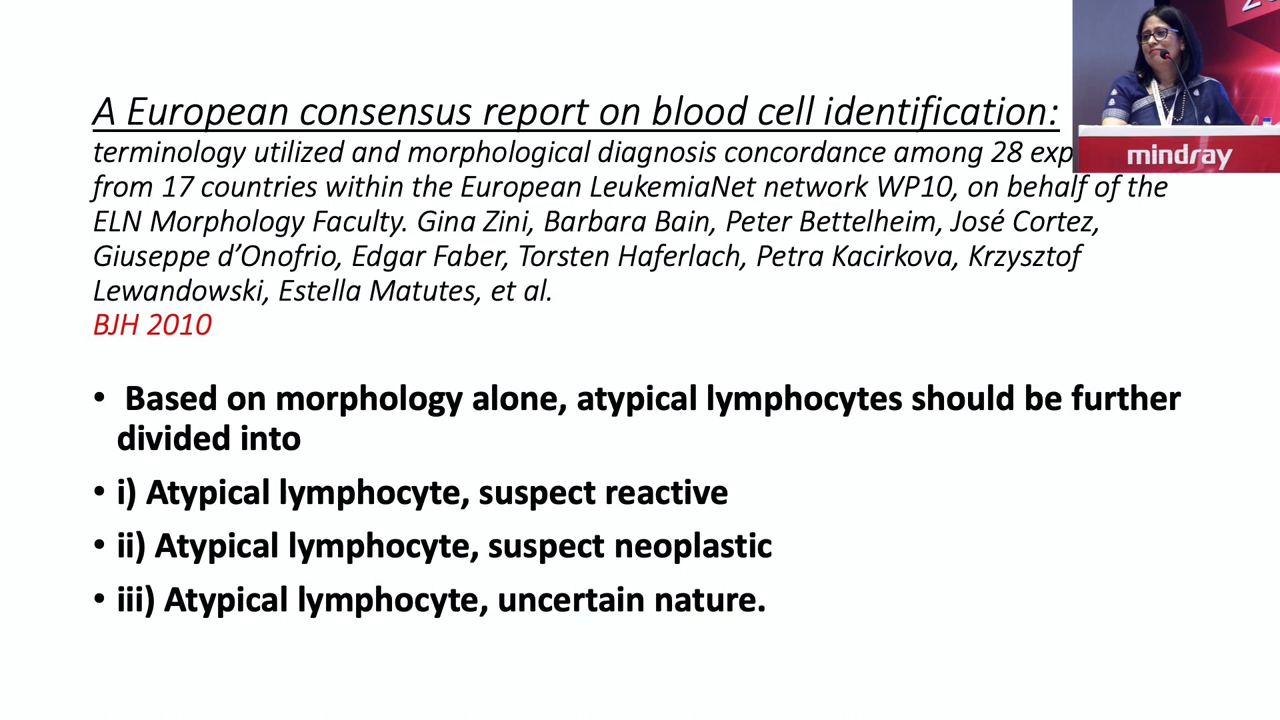 A European consensus report on blood cell identification:
terminology utilized and morphological diagnosis concordance among 28
from 17 countries within the European LeukemiaNet network WP10, on behalf of the
ELN Morphology Faculty. Gina Zini, Barbara Bain, Peter Bettelheim, José Cortez,
Giuseppe d’Onofrio, Edgar Faber, Torsten Haferlach, Petra Kacirkova, Krzysztof
Lewandowski, Estella Matutes, et al.
BJH 2010
• Based on morphology alone, atypical lymphocytes should be further
divided into
• i) Atypical lymphocyte, suspect reactive
• ii) Atypical lymphocyte, suspect neoplastic
• iii) Atypical lymphocyte, uncertain nature.
mindray